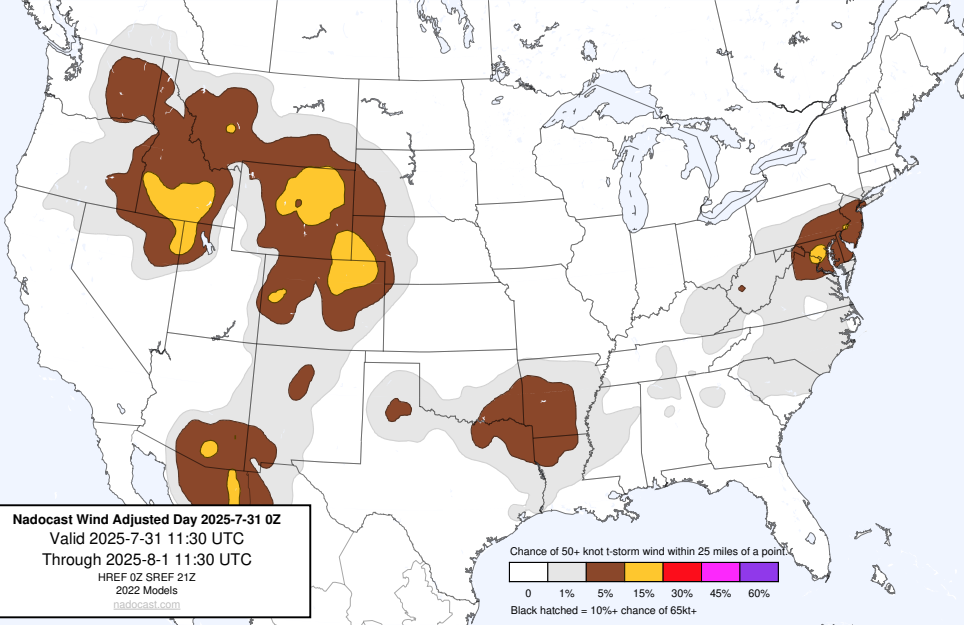 Nadocast Wind Adjusted Day 2025-7-31 0Z
Valid 2025-7-31 11:30 UTC
Through 2025-8-1 11:30 UTC
HREF 0Z SREF 21Z
2022 Models
nadocast.com
Chance of 50+ knot t-storm wind within 25 miles of a point.
0 1% 5% 15% 30% 45% 60%
Black hatched = 10%+ chance of 65kt+